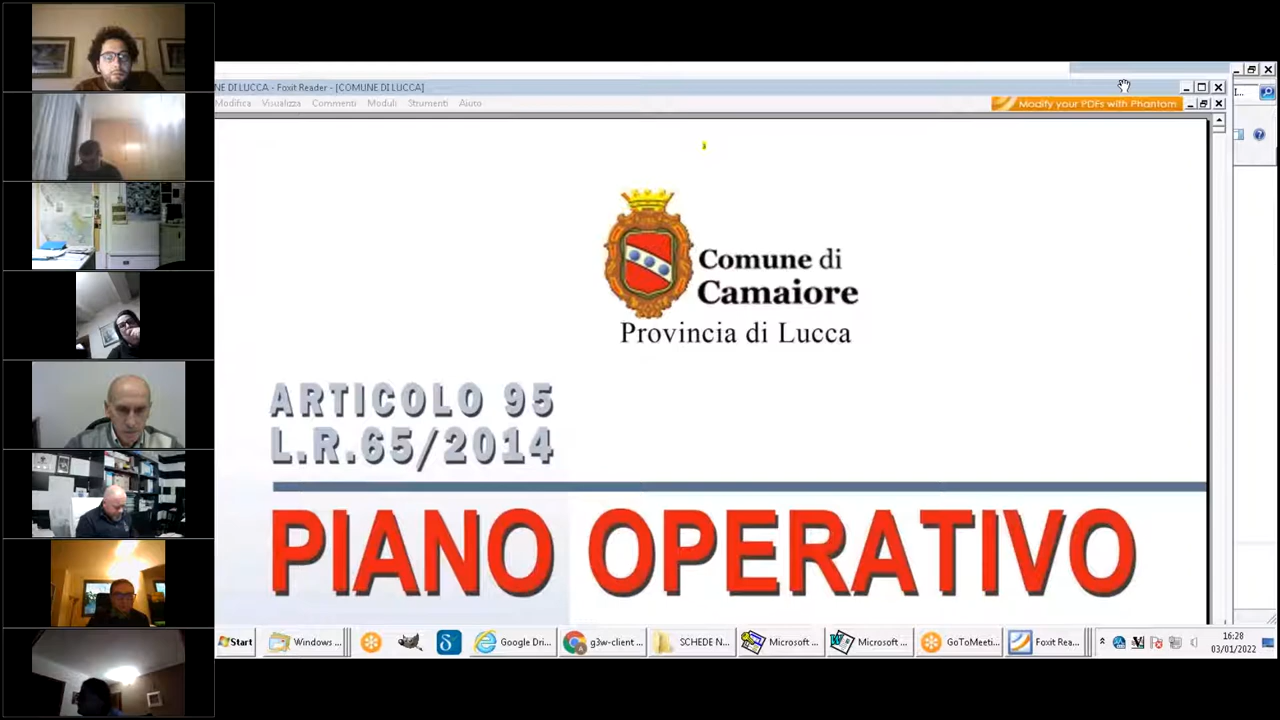 NE DI LUCCA - Foxit Reader - [COMUNE DI LUCCA]
Modifica Visualizza Commenti Moduli Strumenti Aiuto
Modify your PDFs with Phantom
I...
Comune di
Camaiore
Provincia di Lucca
ARTICOLO 95
L.R.65/2014
PIANO OPERATIVO
Start
Windows ...
Google Dri...
g3w-client ...
SCHEDE N...
Microsoft ...
Microsoft ...
GoToMeeti...
Foxit Rea...
16:28
03/01/2022